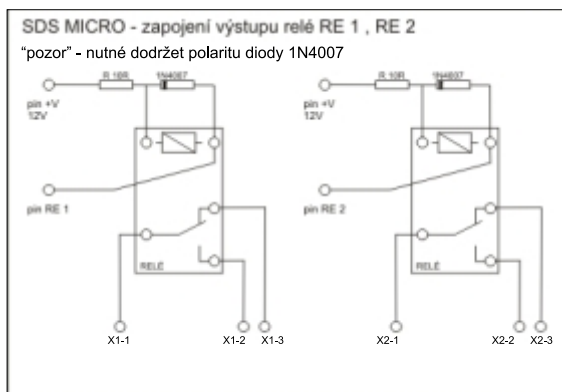 SDS MICRO - zapojení výstupu relé RE 1 , RE 2
“pozor” - nutné dodržet polaritu diody 1N4007
R 10R 1N4007
pin +V
12V
pin RE 1
RELÉ
X1-1 X1-2 X1-3
R 10R 1N4007
pin +V
12V
pin RE 2
RELÉ
X2-1 X2-2 X2-3